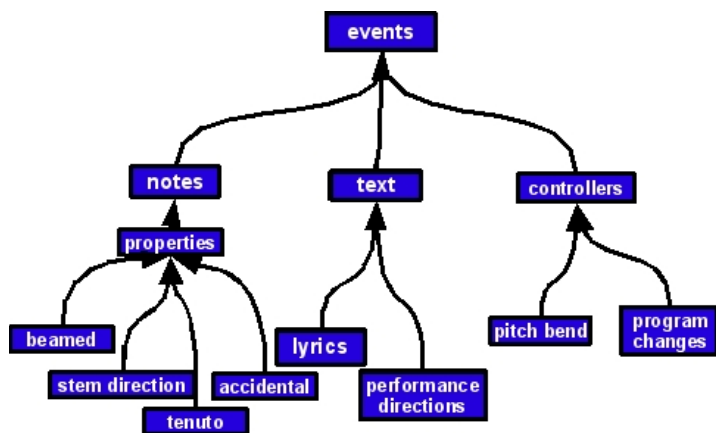 events
notes
text
controllers
properties
beamed
lyrics
pitch bend
program
changes
stem direction
accidental
performance
directions
tenuto